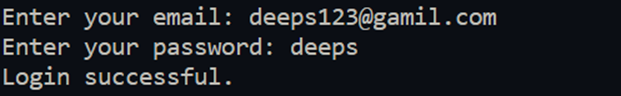 Enter your email: deeps123@gamil.com
Enter your password: deeps
Login successful.